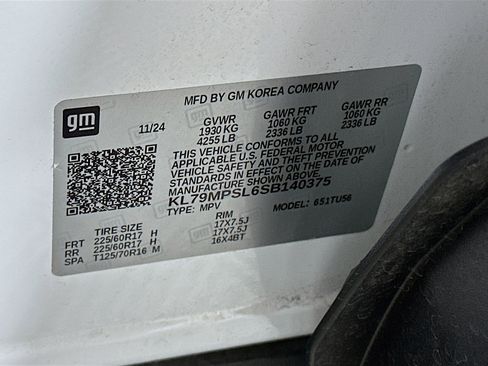 MFD BY GM KOREA COMPANY
gm
11/24 GVWR GAWR FRT GAWR RR
1930 KG 1060 KG 1060 KG
4255 LB 2336 LB 2336 LB
THIS VEHICLE CONFORMS TO ALL
APPLICABLE U.S. FEDERAL MOTOR
VEHICLE SAFETY AND THEFT PREVENTION
STANDARDS IN EFFECT ON THE DATE OF
MANUFACTURE SHOWN ABOVE.
KL79MPSL6SB140375
TYPE: MPV MODEL: 651TU56
TIRE SIZE RIM
FRT 225/60R17 H 17X7.5J
RR 225/60R17 H 17X7.5J
SPA T125/70R16 M 16X4BT